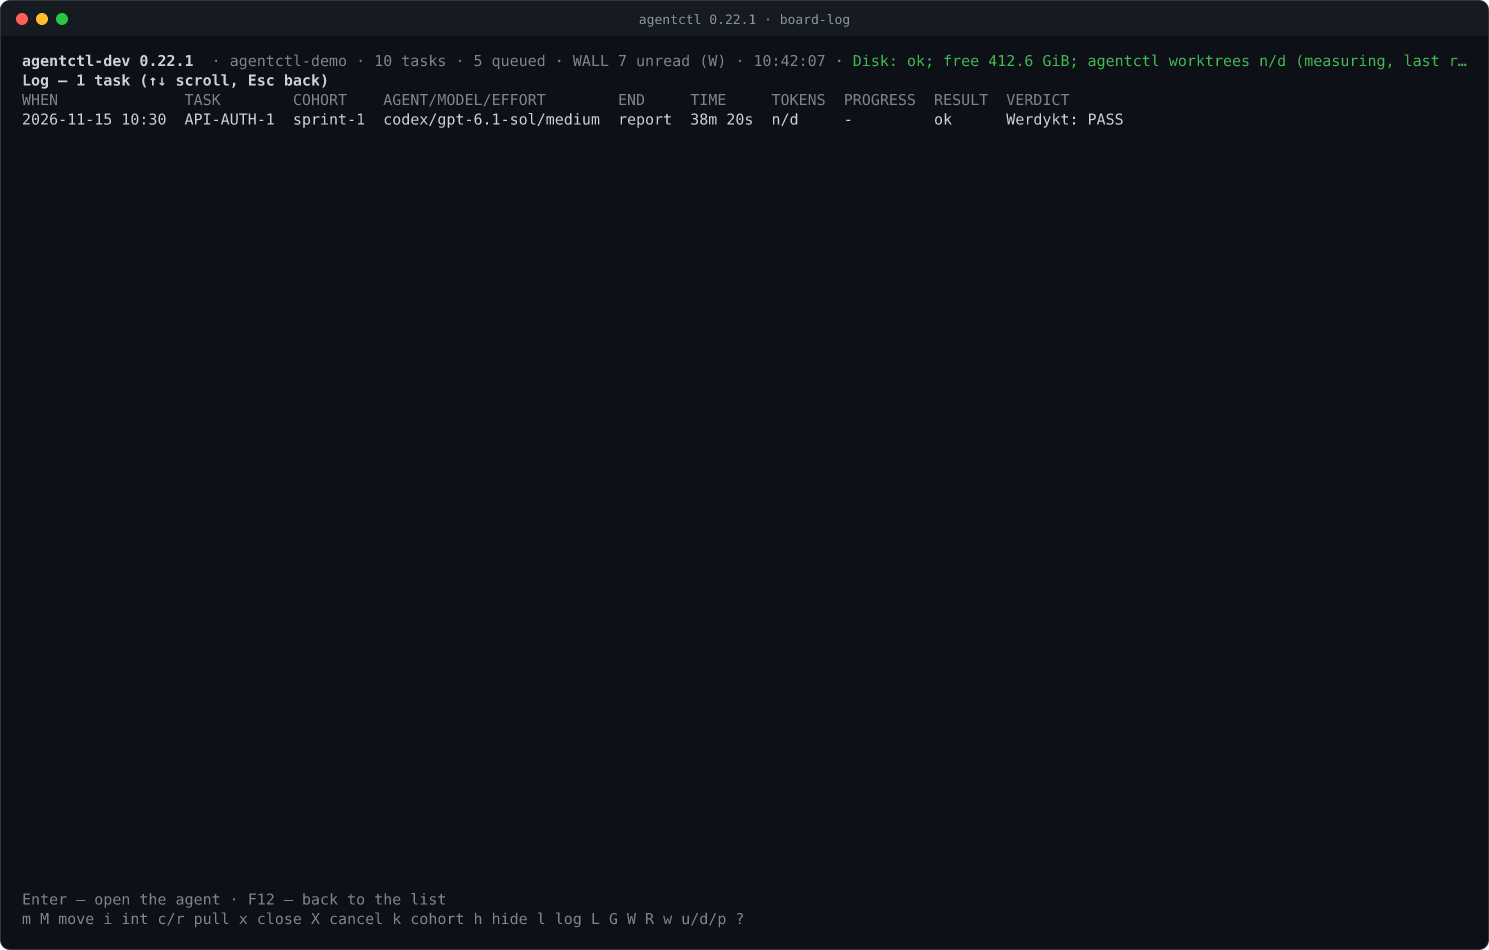 agentctl 0.22.1 · board-log
agentctl-dev 0.22.1 · agentctl-demo · 10 tasks · 5 queued · WALL 7 unread (W) · 10:42:07 · Disk: ok; free 412.6 GiB; agentctl worktrees n/d (measuring, last r…
Log — 1 task (↑↓ scroll, Esc back)
WHEN TASK COHORT AGENT/MODEL/EFFORT END TIME TOKENS PROGRESS RESULT VERDICT
2026-11-15 10:30 API-AUTH-1 sprint-1 codex/gpt-6.1-sol/medium report 38m 20s n/d - ok Werdykt: PASS
Enter — open the agent · F12 — back to the list
m M move i int c/r pull x close X cancel k cohort h hide l log L G W R w u/d/p ?